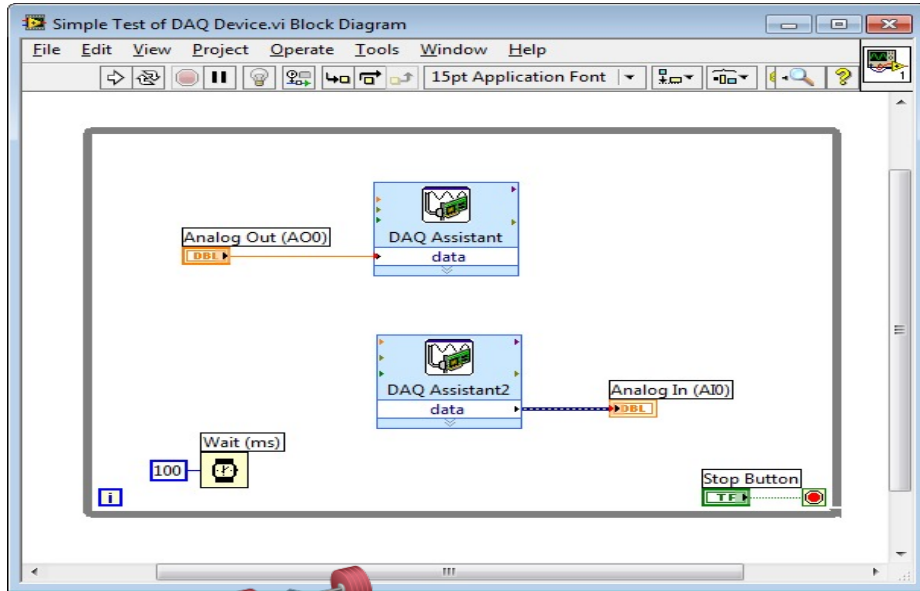 Simple Test of DAQ Device.vi Block Diagram
File Edit View Project Operate Tools Window Help
15pt Application Font
1
Analog Out (AO0)
DBL
DAQ Assistant
data
DAQ Assistant2
data
Analog In (AI0)
DBL
Wait (ms)
100
i
Stop Button
TF